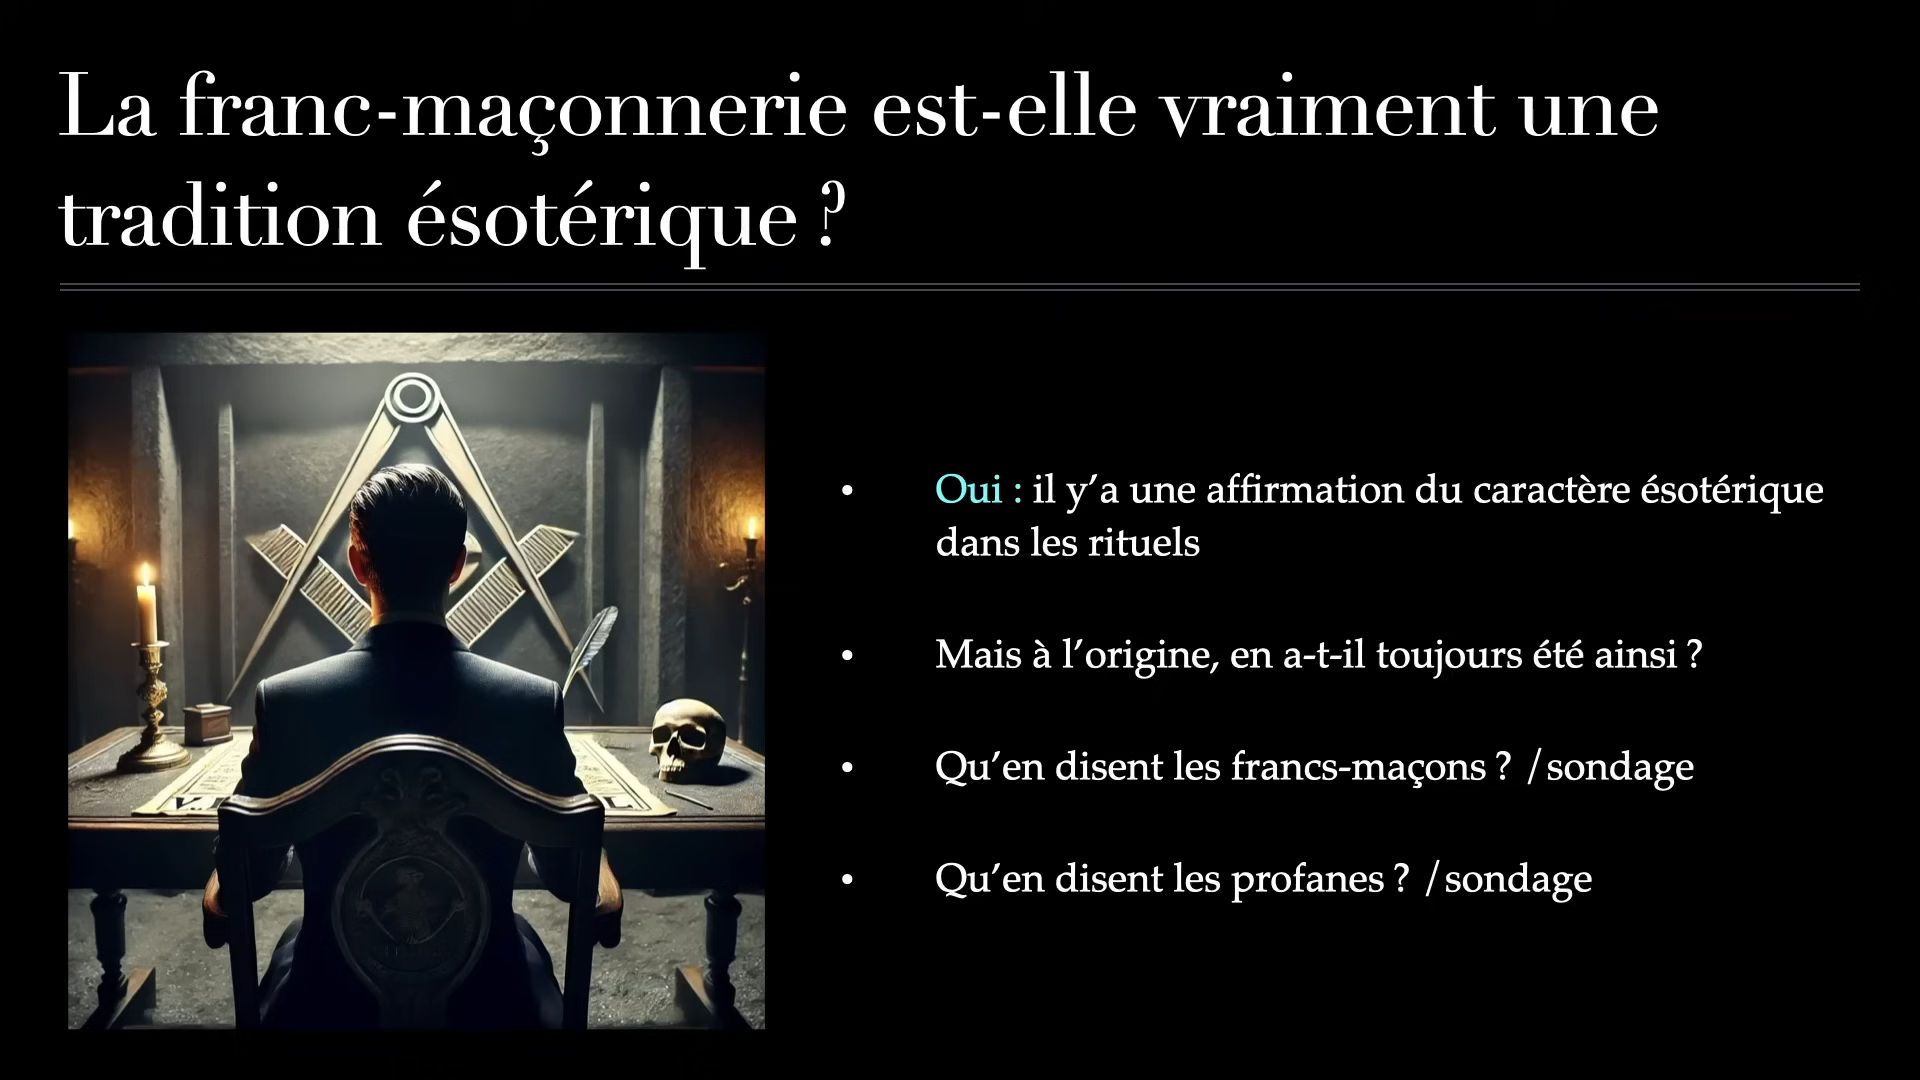 La franc-maçonnerie est-elle vraiment une
tradition ésotérique ?
• Oui : il y’a une affirmation du caractère ésotérique
dans les rituels
• Mais à l’origine, en a-t-il toujours été ainsi ?
• Qu’en disent les francs-maçons ? /sondage
• Qu’en disent les profanes ? /sondage